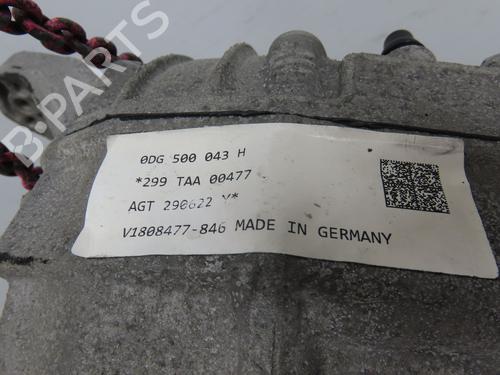 B-PARTS
0DG 500 043 H
*299 TAA 00477
AGT 290622 Y*
V1808477-846 MADE IN GERMANY